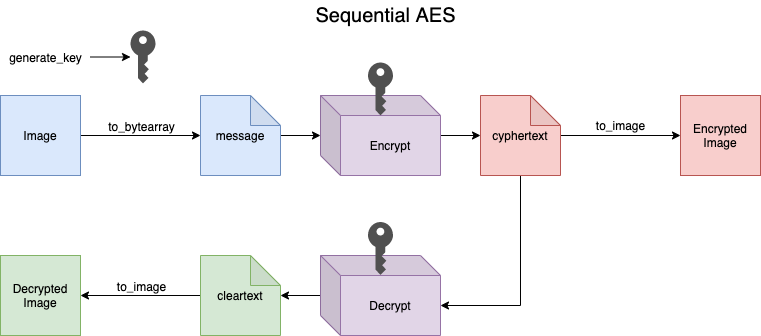 Sequential AES
generate_key
Image
to_bytearray
message
Encrypt
cyphertext
to_image
Encrypted
Image
Decrypted
Image
to_image
cleartext
Decrypt